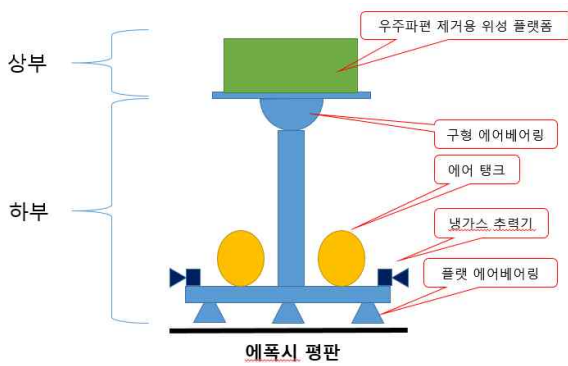 상부
하부
우주파편 제거용 위성 플랫폼
구형 에어베어링
에어 탱크
냉가스 추력기
플랫 에어베어링
에폭시 평판